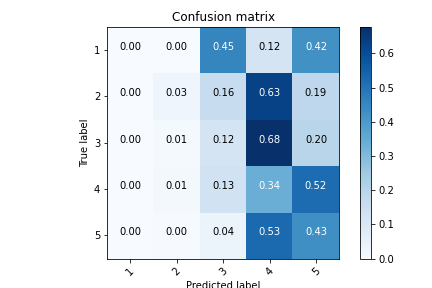 Confusion matrix
1 0.00 0.00 0.45 0.12 0.42
2 0.00 0.03 0.16 0.63 0.19
3 0.00 0.01 0.12 0.68 0.20
4 0.00 0.01 0.13 0.34 0.52
5 0.00 0.00 0.04 0.53 0.43
1 2 3 4 5
True label
Predicted label
0.6
0.5
0.4
0.3
0.2
0.1
0.0